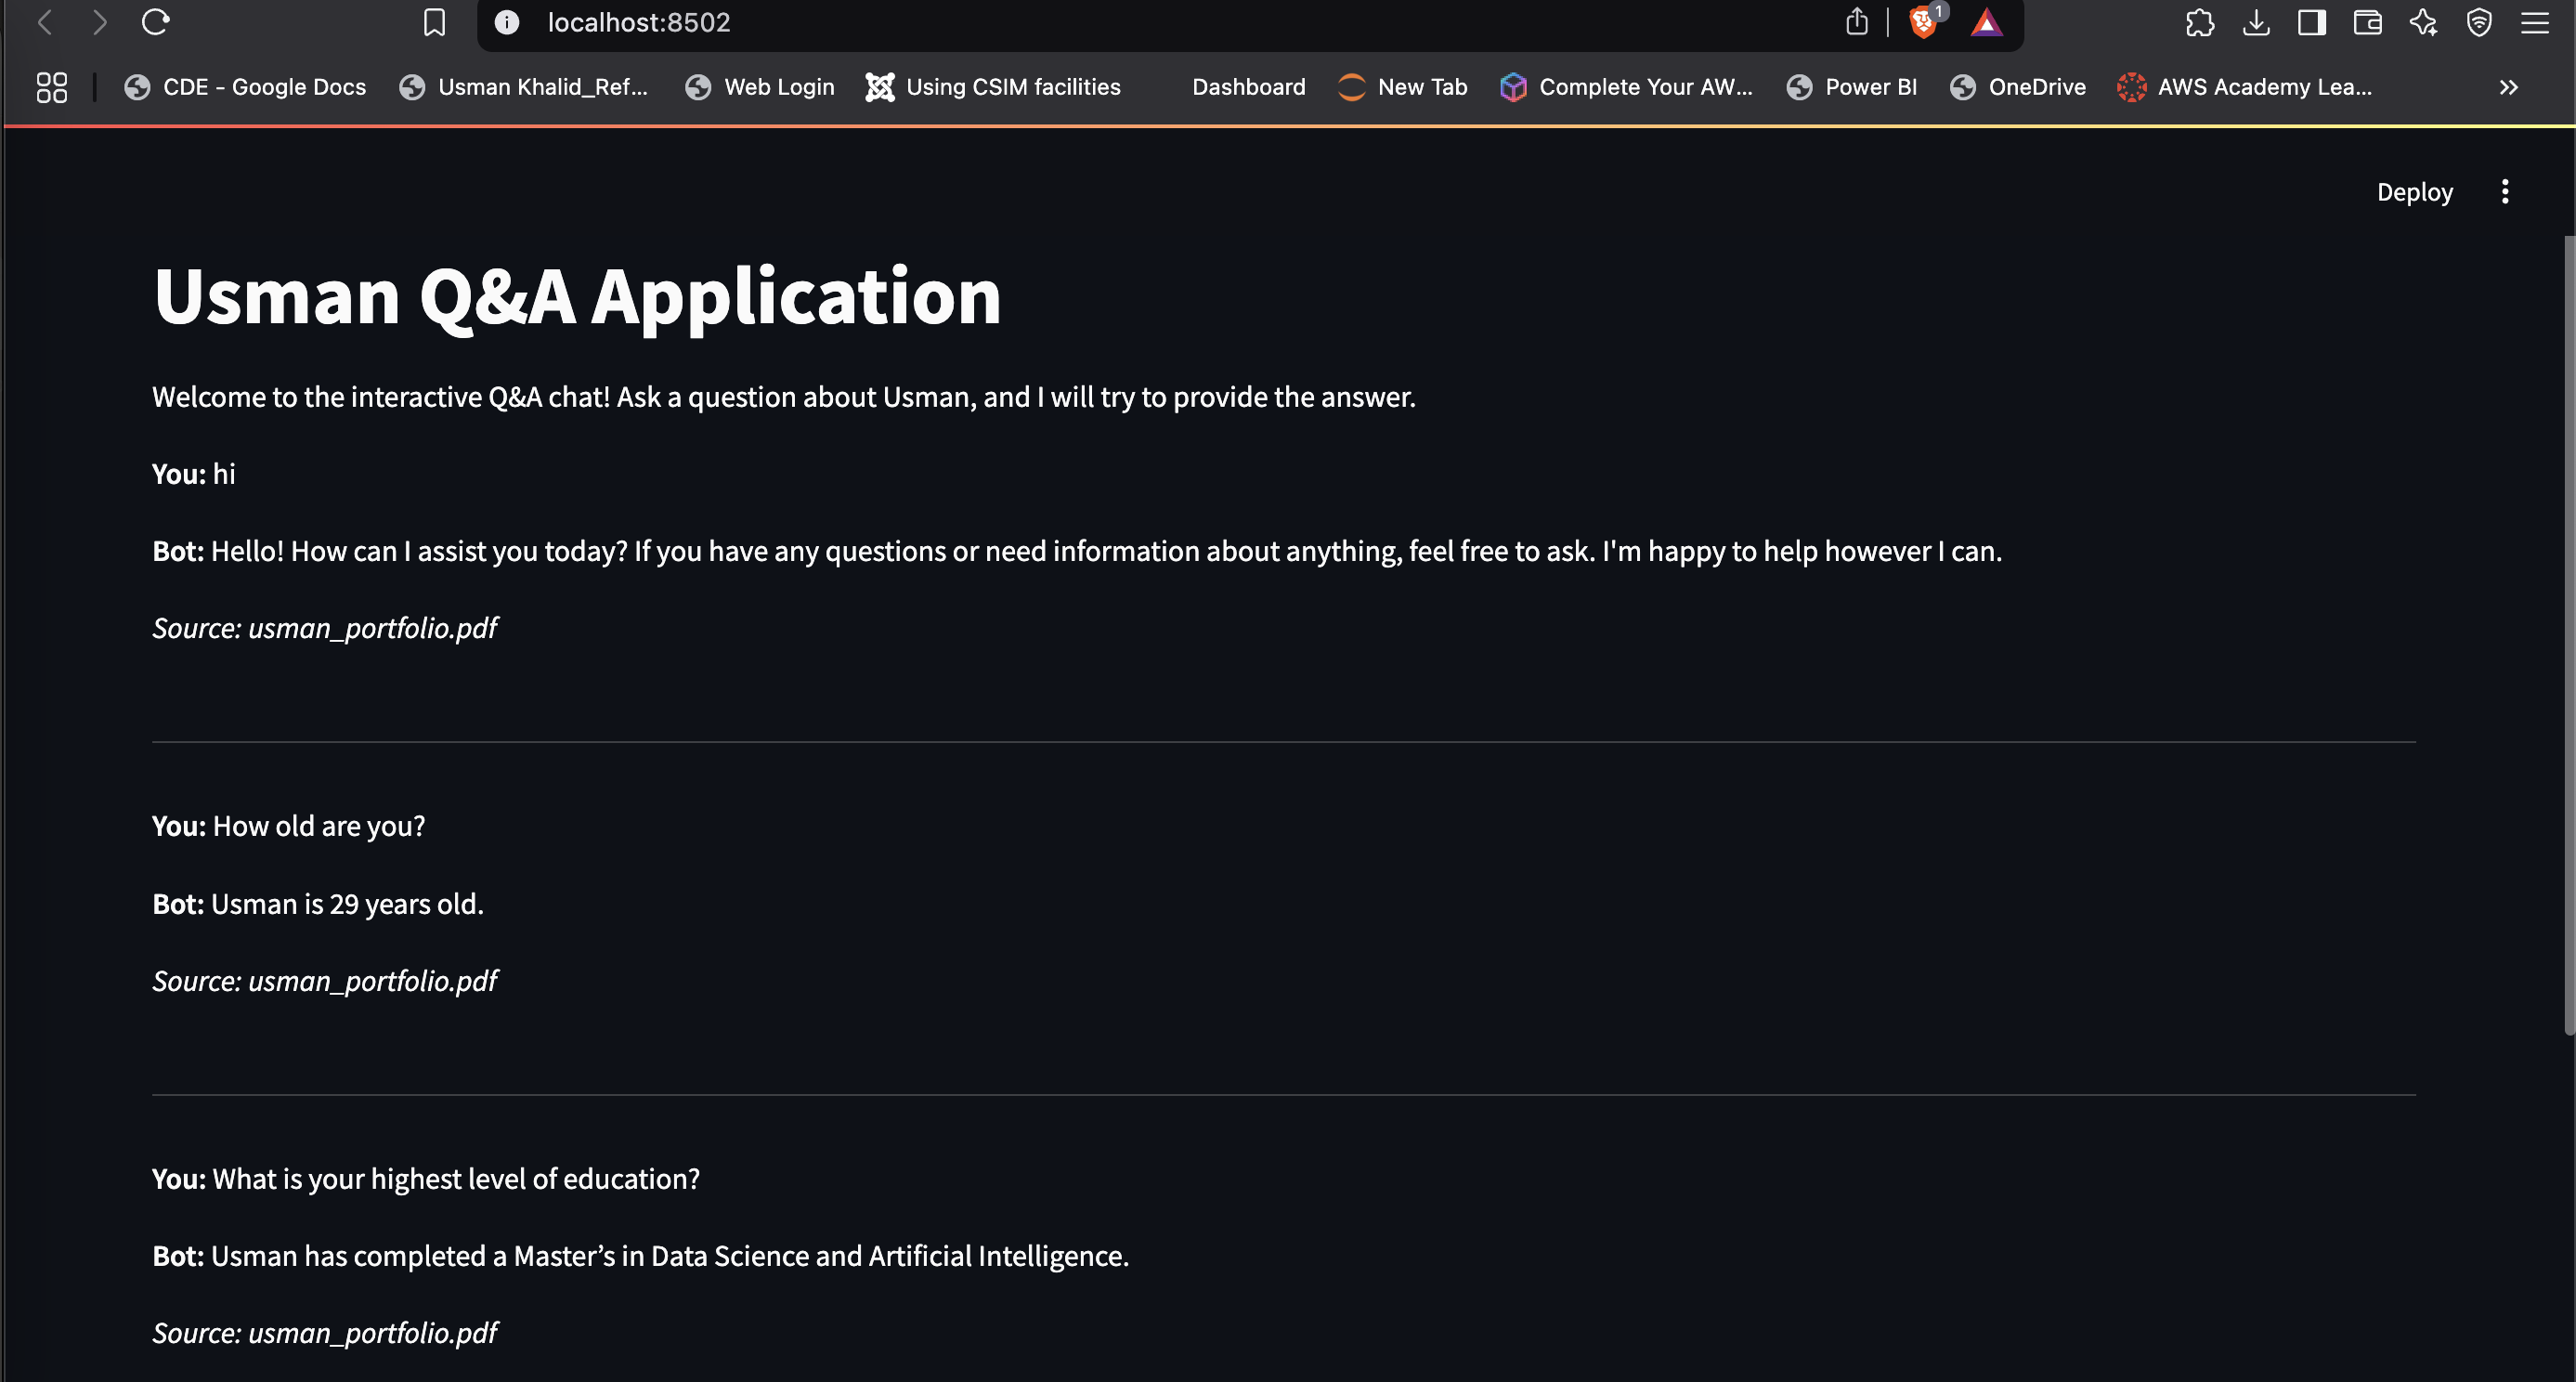 localhost:8502
1
CDE - Google Docs
Usman Khalid_Ref...
Web Login
Using CSIM facilities
Dashboard
New Tab
Complete Your AW...
Power BI
OneDrive
AWS Academy Lea...
Deploy
Usman Q&A Application
Welcome to the interactive Q&A chat! Ask a question about Usman, and I will try to provide the answer.
You: hi
Bot: Hello! How can I assist you today? If you have any questions or need information about anything, feel free to ask. I'm happy to help however I can.
Source: usman_portfolio.pdf
You: How old are you?
Bot: Usman is 29 years old.
Source: usman_portfolio.pdf
You: What is your highest level of education?
Bot: Usman has completed a Master’s in Data Science and Artificial Intelligence.
Source: usman_portfolio.pdf